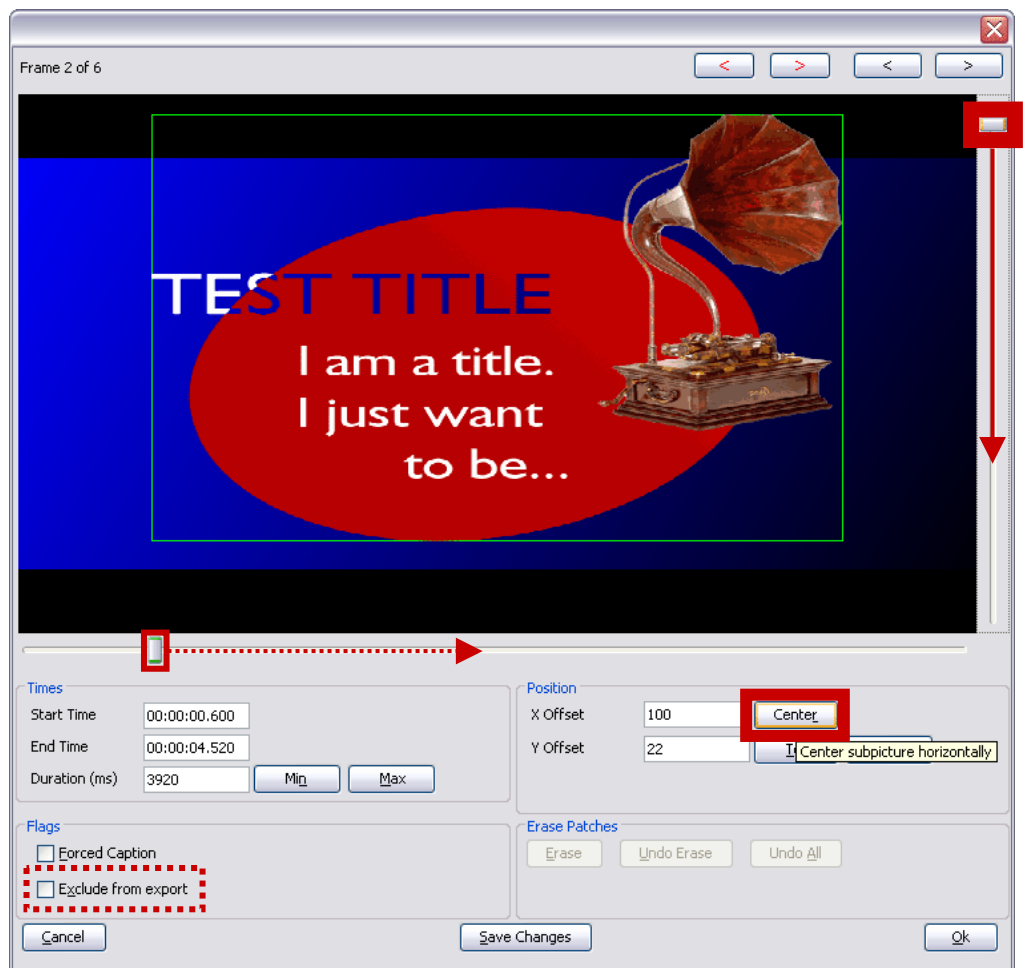 Frame 2 of 6
< > < >
TEST TITLE
I am a title.
I just want
to be...
Times
Start Time 00:00:00.600
End Time 00:00:04.520
Duration (ms) 3920 Min Max
Position
X Offset 100 Center
Y Offset 22
Center subpicture horizontally
Flags
Forced Caption
Exclude from export
Erase Patches
Erase Undo Erase Undo All
Cancel Save Changes Ok